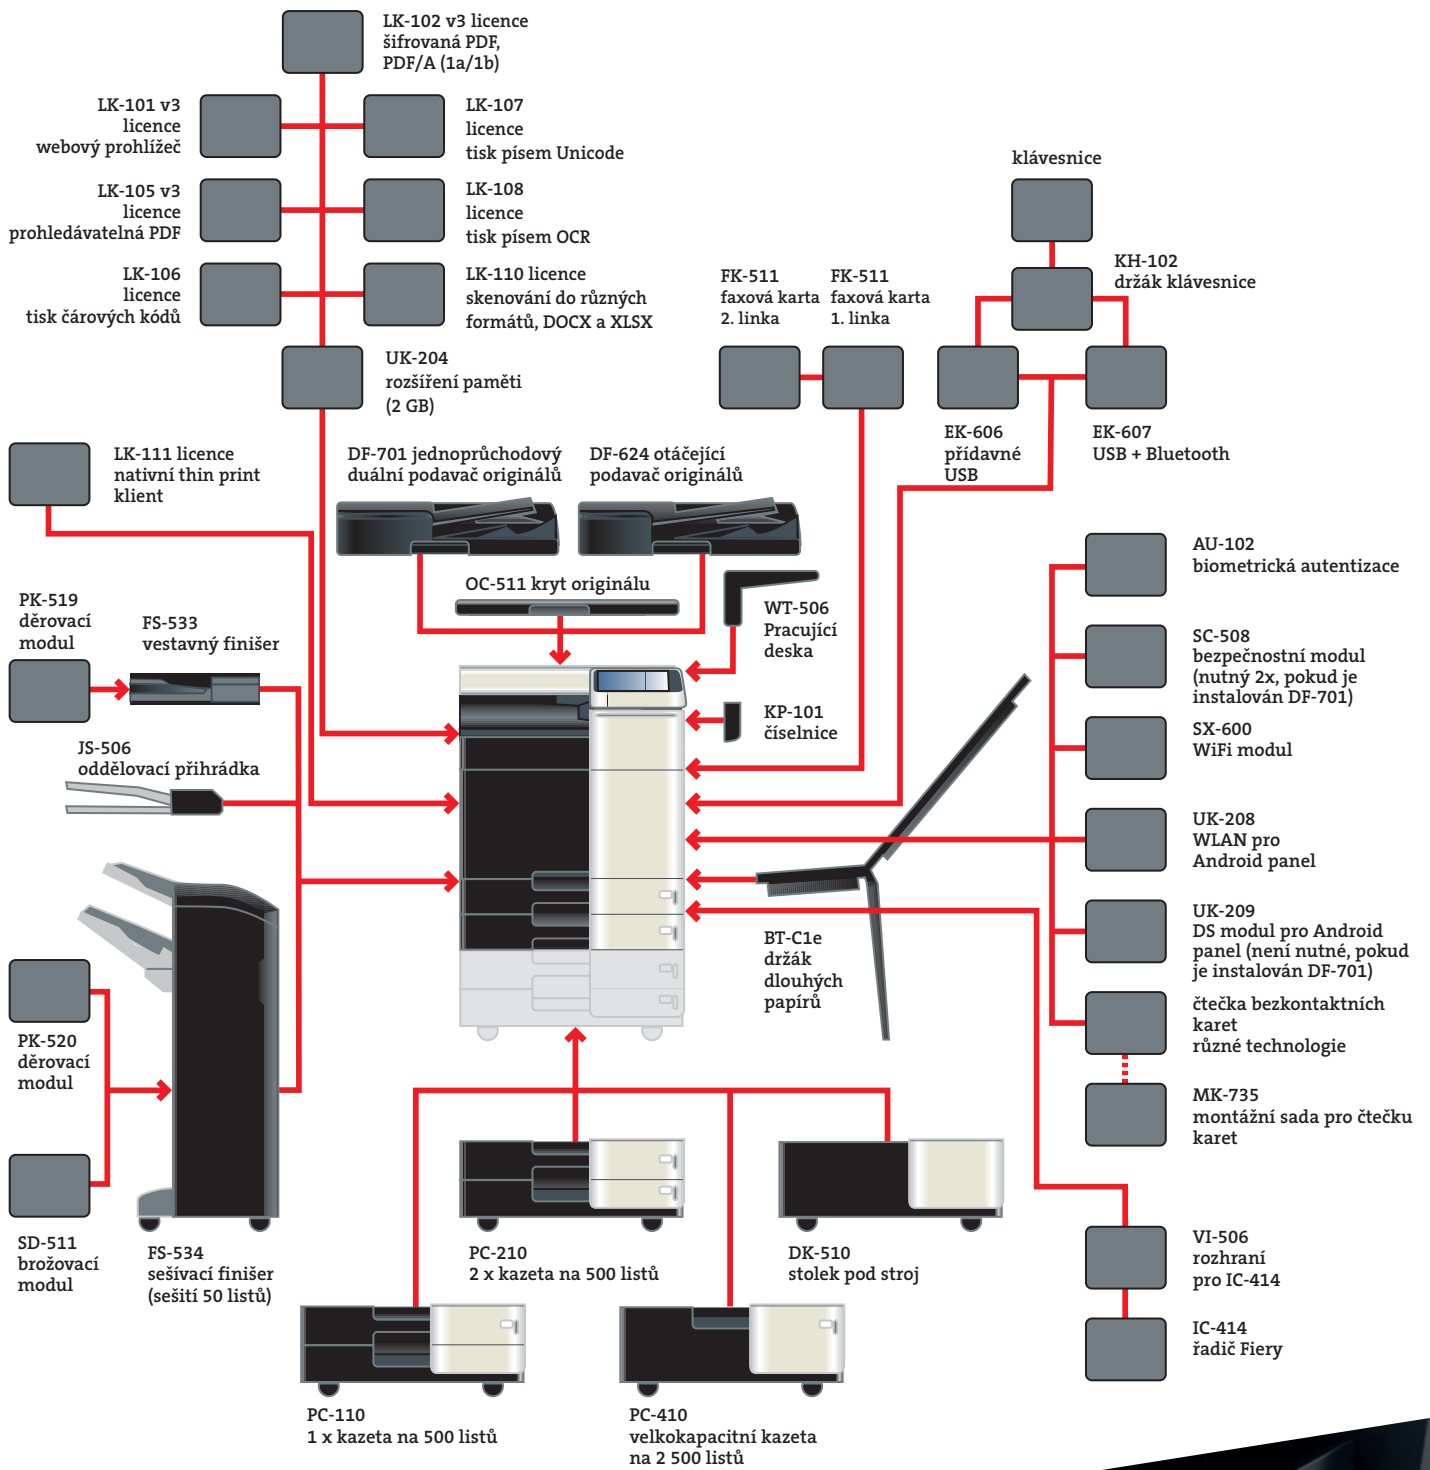 LK-102 v3 licence
šifrovaná PDF,
PDF/A (1a/1b)
LK-101 v3
licence
webový prohlížeč
LK-107
licence
tisk písem Unicode
LK-105 v3
licence
prohledávatelná PDF
LK-108
licence
tisk písem OCR
LK-106
licence
tisk čárových kódů
LK-110 licence
skenování do různých
formátů, DOCX a XLSX
UK-204
rozšíření paměti
(2 GB)
FK-511
faxová karta
2. linka
FK-511
faxová karta
1. linka
klávesnice
KH-102
držák klávesnice
EK-606
přídavné
USB
EK-607
USB + Bluetooth
LK-111 licence
nativní thin print
klient
DF-701 jednoprůchodový
duální podavač originálů
DF-624 otáčející
podavač originálů
OC-511 kryt originálu
WT-506
Pracující
deska
KP-101
číselnice
PK-519
děrovací
modul
FS-533
vestavný finišer
JS-506
oddělovací přihrádka
AU-102
biometrická autentizace
SC-508
bezpečnostní modul
(nutný 2x, pokud je
instalován DF-701)
SX-600
WiFi modul
UK-208
WLAN pro
Android panel
UK-209
DS modul pro Android
panel (není nutné, pokud
je instalován DF-701)
čtečka bezkontaktních
karet
různé technologie
MK-735
montážní sada pro čtečku
karet
BT-C1e
držák
dlouhých
papírů
PK-520
děrovací
modul
SD-511
brožovací
modul
FS-534
sešívací finišer
(sešití 50 listů)
PC-210
2 x kazeta na 500 listů
DK-510
stolek pod stroj
VI-506
rozhraní
pro IC-414
IC-414
řadič Fiery
PC-110
1 x kazeta na 500 listů
PC-410
velkokapacitní kazeta
na 2 500 listů